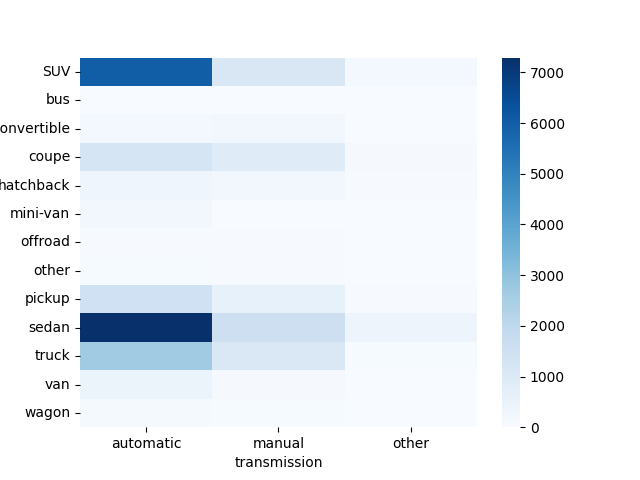 SUV
bus
onvertible
coupe
hatchback
mini-van
offroad
other
pickup
sedan
truck
van
wagon
automatic manual other
transmission
7000
6000
5000
4000
3000
2000
1000
0